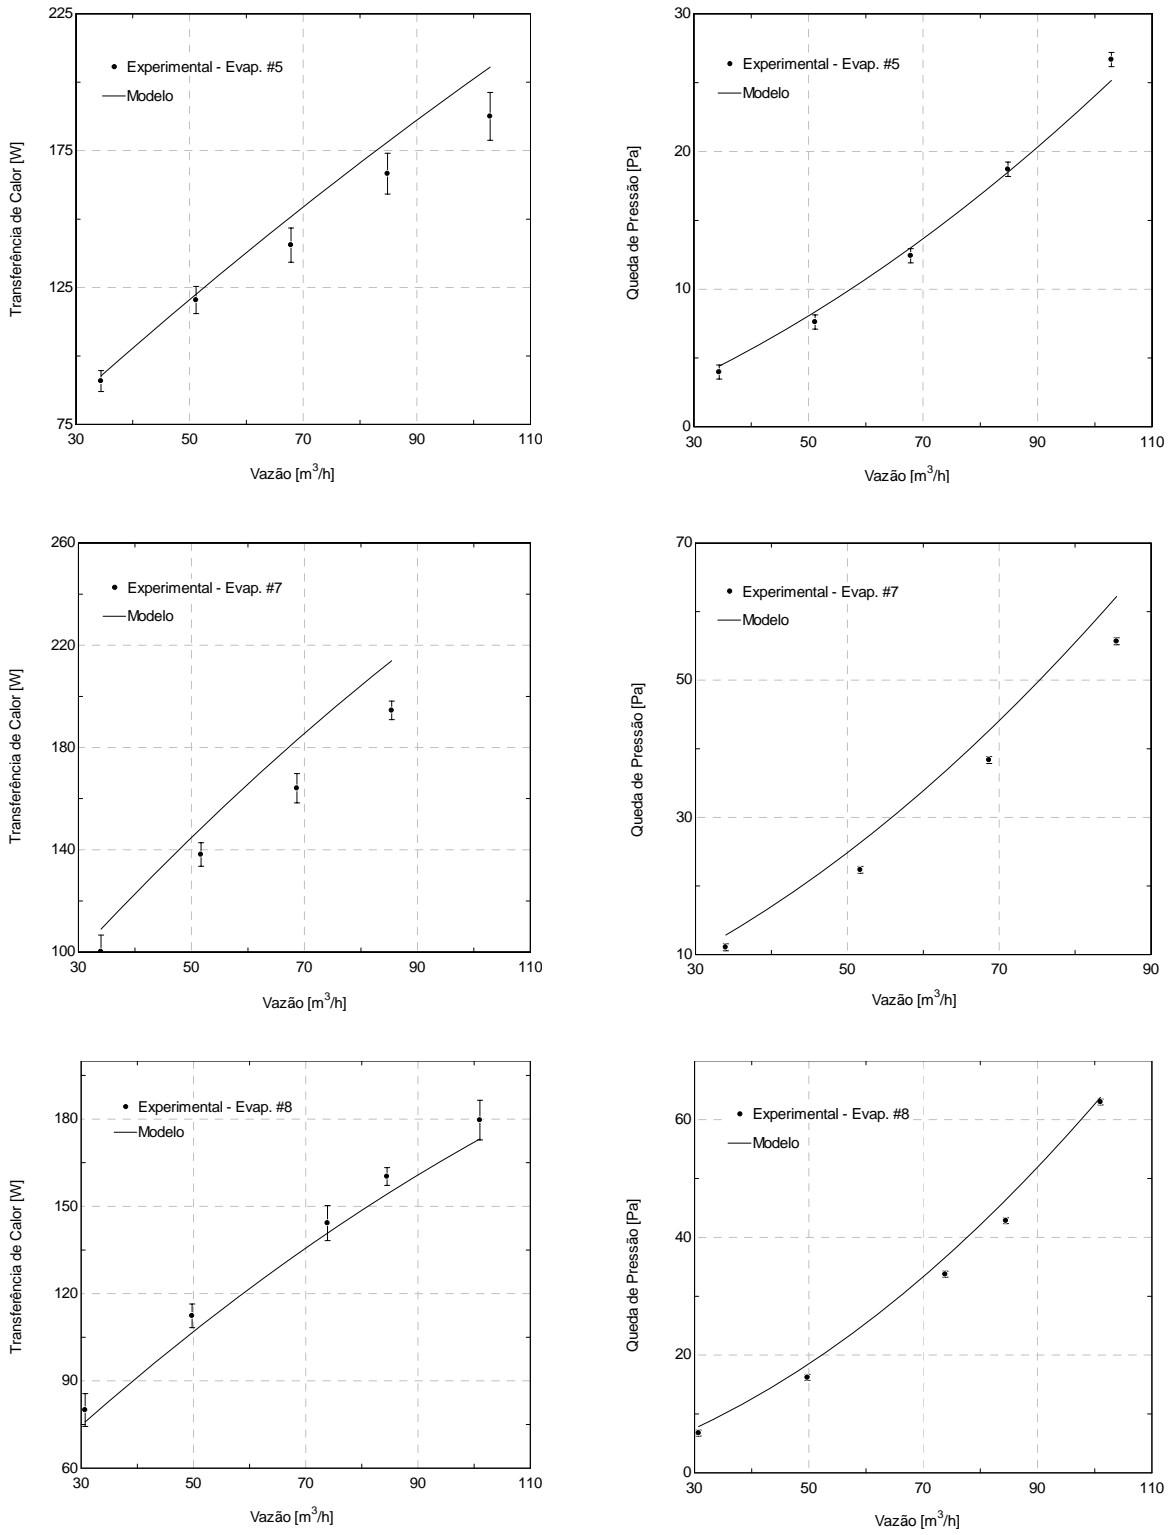 225
175
125
75
30
50
70
90
110
Experimental - Evap. #5
Modelo
Transferência de Calor [W]
Vazão [m³/h]
30
20
10
0
30
50
70
90
110
Experimental - Evap. #5
Modelo
Queda de Pressão [Pa]
Vazão [m³/h]
260
220
180
140
100
30
50
70
90
110
Experimental - Evap. #7
Modelo
Transferência de Calor [W]
Vazão [m³/h]
70
50
30
10
30
50
70
90
Experimental - Evap. #7
Modelo
Queda de Pressão [Pa]
Vazão [m³/h]
180
150
120
90
60
30
50
70
90
110
Experimental - Evap. #8
Modelo
Transferência de Calor [W]
Vazão [m³/h]
60
40
20
0
30
50
70
90
110
Experimental - Evap. #8
Modelo
Queda de Pressão [Pa]
Vazão [m³/h]